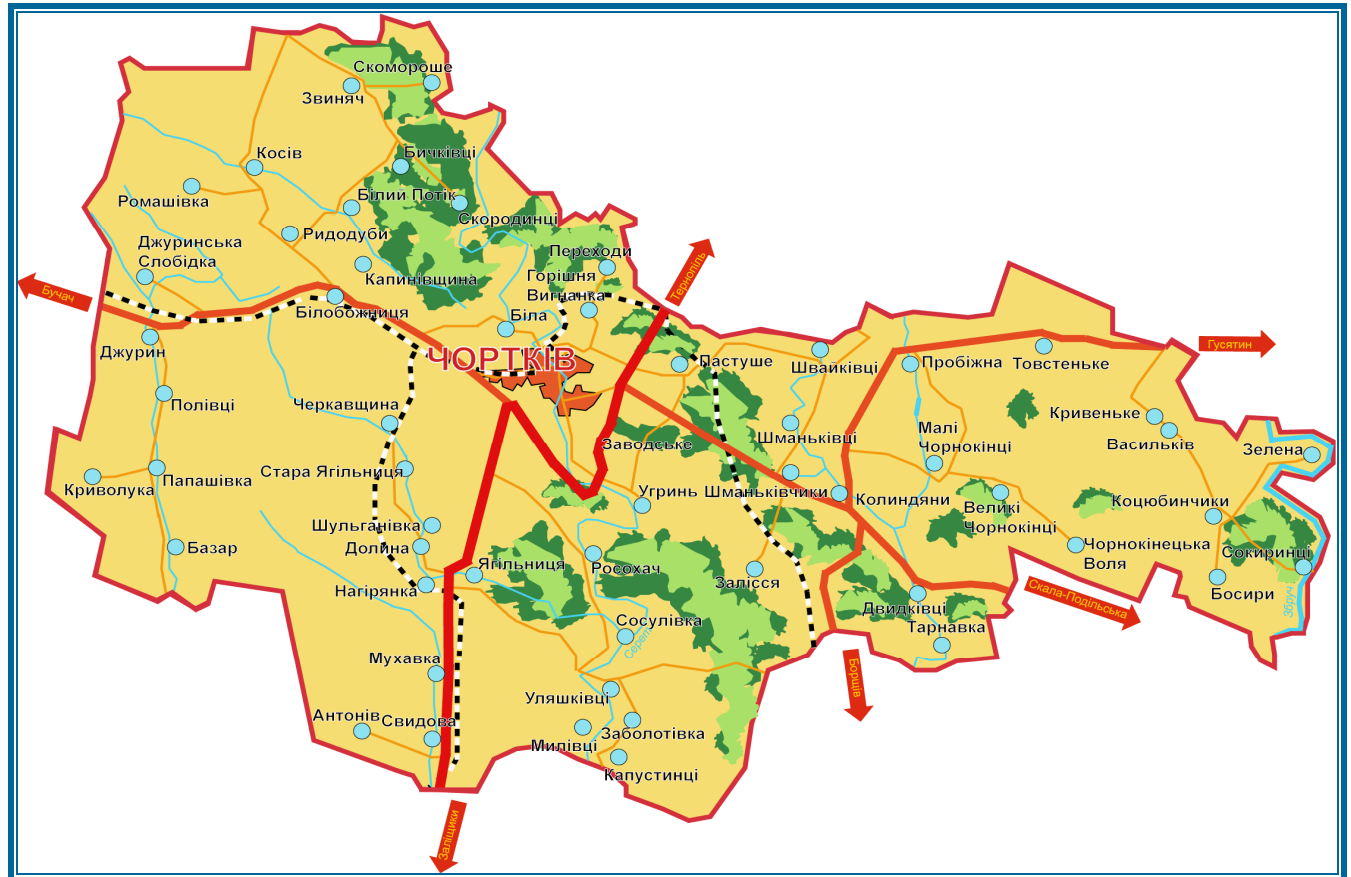 Скомороше
Звиняч
Косів
Бичківці
Ромашівка
Білий Потік
Скородинці
Джуринська
Слобідка
Ридодуби
Капинівщина
Переходи
Горішня
Вигнанка
Тернопіль
Бучач
Білобожниця
Біла
Джурин
ЧОРТКІВ
Пастуше
Швайківці
Пробіжна
Товстеньке
Гусятин
Полівці
Черкавщина
Шманьківці
Малі
Чорнокінці
Кривеньке
Васильків
Заводське
Зелена
Криволука
Папашівка
Стара Ягільниця
Угринь
Шманьківчики
Колиндяни
Великі
Чорнокінці
Коцюбинчики
Шульганівка
Долина
Базар
Чорнокінецька
Воля
Сокиринці
Ягільниця
Росохач
Залісся
Нагірянка
Босири
Збруч
Скала-Подільська
Двидківці
Тарнавка
Сосулівка
Серет
Мухавка
Борщів
Уляшківці
Антонів
Свидова
Заболотівка
Милівці
Капустинці
Заліщики